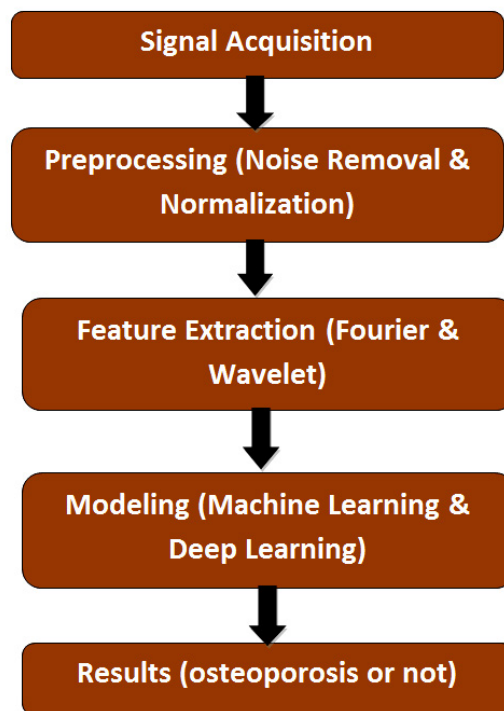 Signal Acquisition
Preprocessing (Noise Removal &
Normalization)
Feature Extraction (Fourier &
Wavelet)
Modeling (Machine Learning &
Deep Learning)
Results (osteoporosis or not)